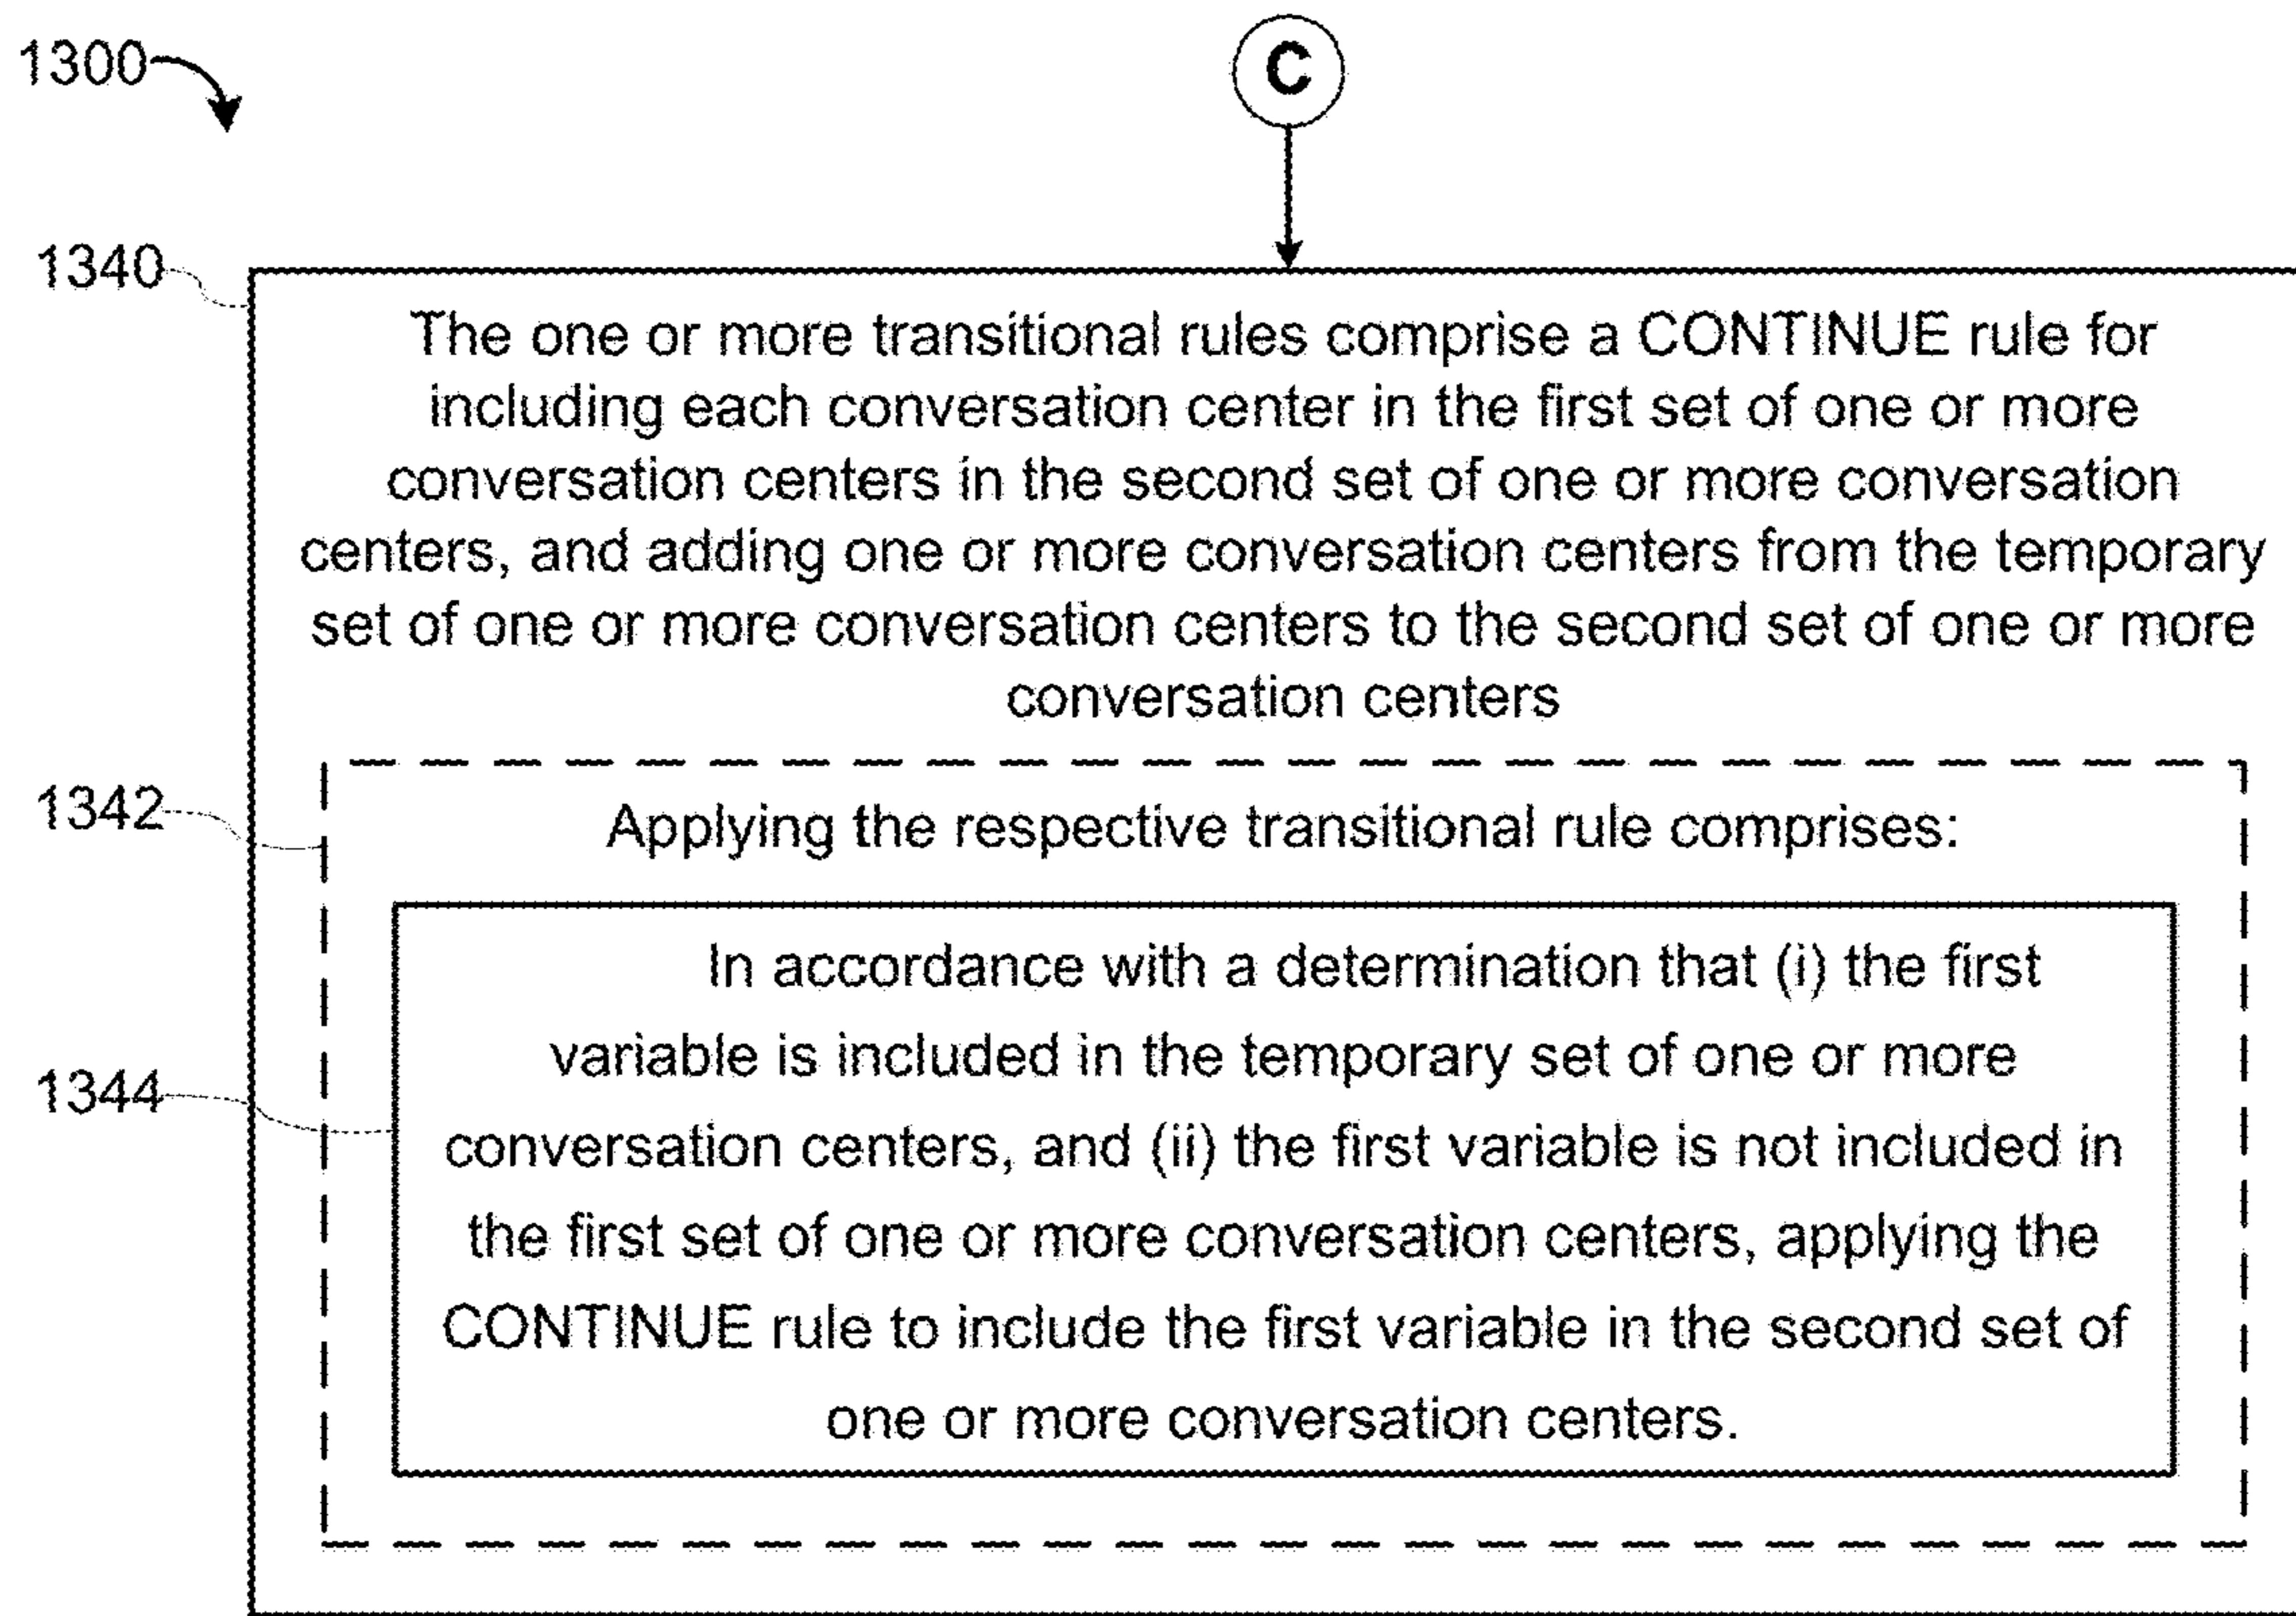 1300
C
1340
The one or more transitional rules comprise a CONTINUE rule for
including each conversation center in the first set of one or more
conversation centers in the second set of one or more conversation
centers, and adding one or more conversation centers from the temporary
set of one or more conversation centers to the second set of one or more
conversation centers
1342
Applying the respective transitional rule comprises:
1344
In accordance with a determination that (i) the first
variable is included in the temporary set of one or more
conversation centers, and (ii) the first variable is not included in
the first set of one or more conversation centers, applying the
CONTINUE rule to include the first variable in the second set of
one or more conversation centers.